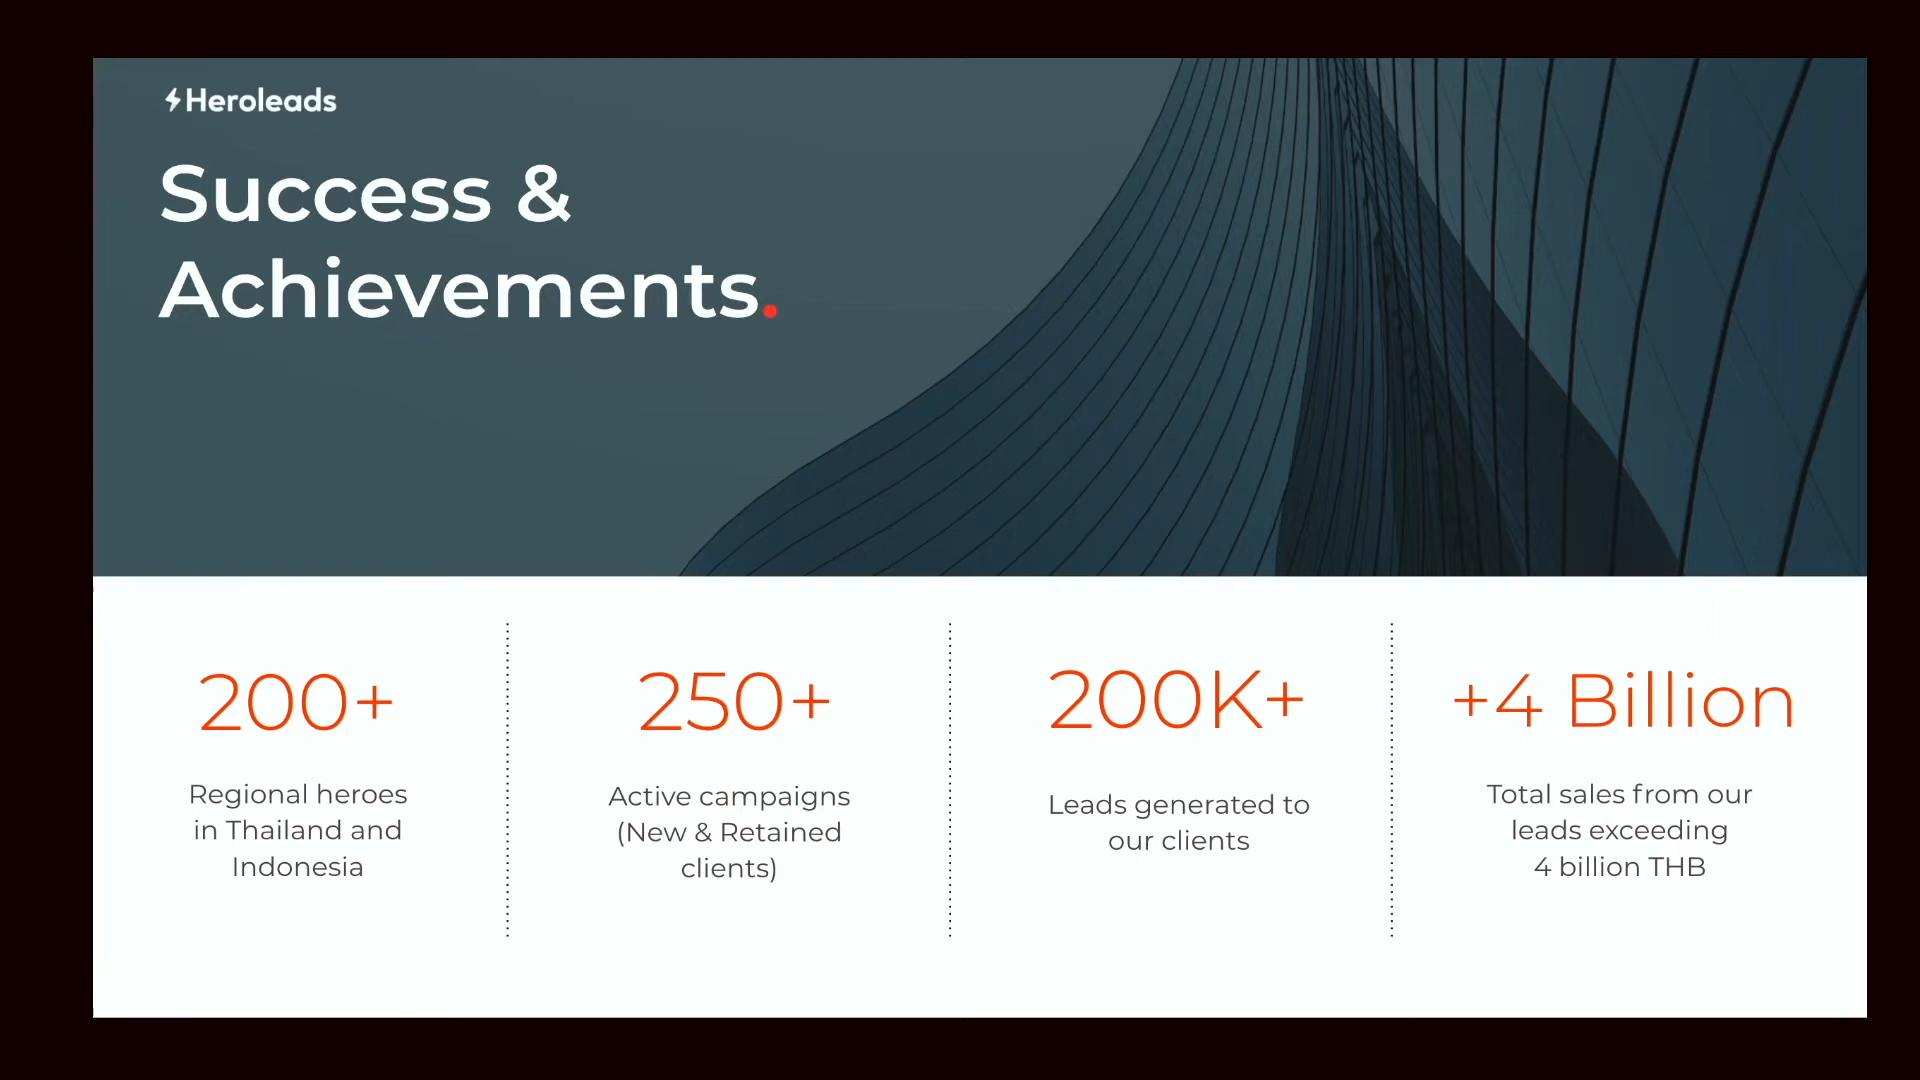 Heroleads
Success &
Achievements.
200+
Regional heroes
in Thailand and
Indonesia
250+
Active campaigns
(New & Retained
clients)
200K+
Leads generated to
our clients
+4 Billion
Total sales from our
leads exceeding
4 billion THB